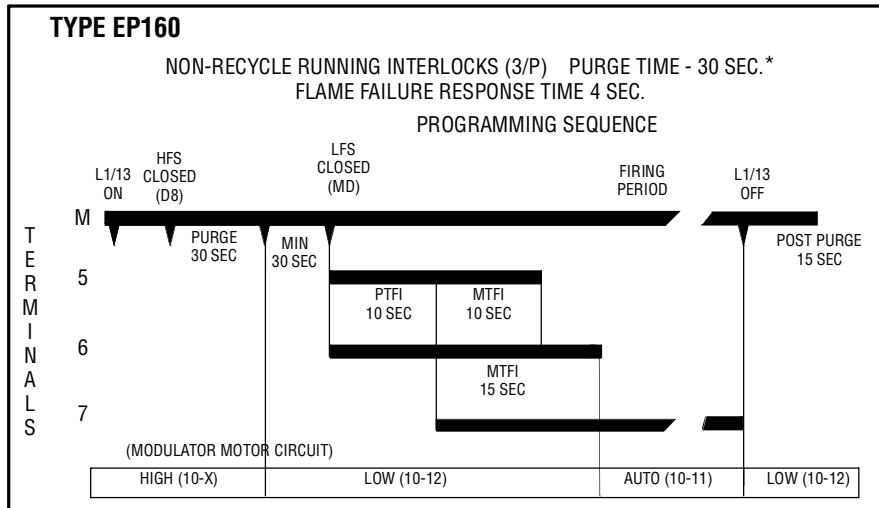 TYPE EP160
NON-RECYCLE RUNNING INTERLOCKS (3/P) PURGE TIME - 30 SEC.*
FLAME FAILURE RESPONSE TIME 4 SEC.
PROGRAMMING SEQUENCE
L1/13
ON
HFS
CLOSED
(D8)
LFS
CLOSED
(MD)
FIRING
PERIOD
L1/13
OFF
TERMINALS
M
PURGE
30 SEC
MIN
30 SEC
POST PURGE
15 SEC
5
PTFI
10 SEC
MTFI
10 SEC
6
MTFI
15 SEC
7
(MODULATOR MOTOR CIRCUIT)
HIGH (10-X)
LOW (10-12)
AUTO (10-11)
LOW (10-12)